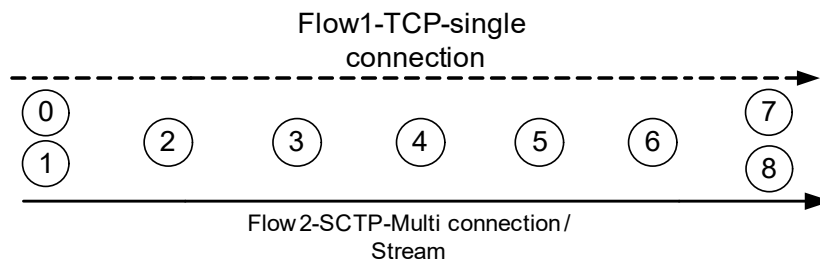 Flow1-TCP-single
connection
0
7
2
3
4
5
6
1
8
Flow2-SCTP-Multi connection/
Stream